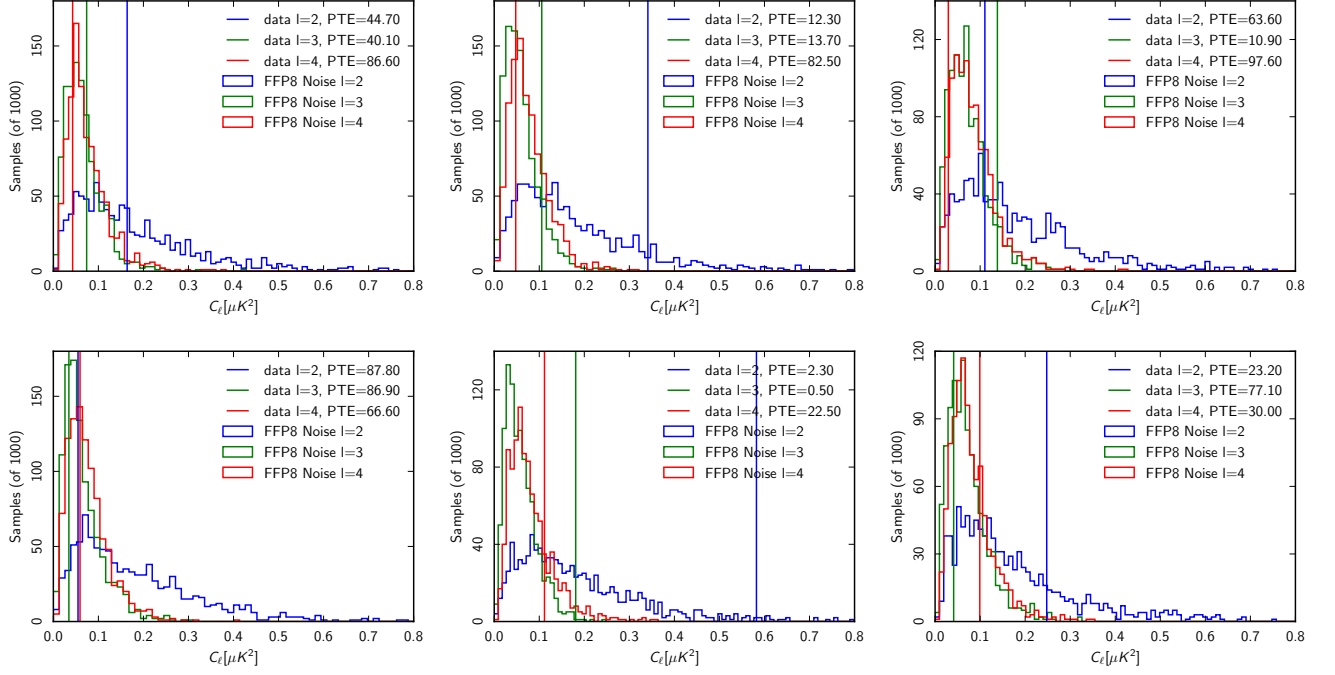 data l=2, PTE=44.70
data l=3, PTE=40.10
data l=4, PTE=86.60
FFP8 Noise l=2
FFP8 Noise l=3
FFP8 Noise l=4
Samples (of 1000)
0 50 100 150
0.0 0.1 0.2 0.3 0.4 0.5 0.6 0.7 0.8
Cℓ[μK²]
data l=2, PTE=12.30
data l=3, PTE=13.70
data l=4, PTE=82.50
FFP8 Noise l=2
FFP8 Noise l=3
FFP8 Noise l=4
Samples (of 1000)
0 50 100 150
0.0 0.1 0.2 0.3 0.4 0.5 0.6 0.7 0.8
Cℓ[μK²]
data l=2, PTE=63.60
data l=3, PTE=10.90
data l=4, PTE=97.60
FFP8 Noise l=2
FFP8 Noise l=3
FFP8 Noise l=4
Samples (of 1000)
0 40 80 120
0.0 0.1 0.2 0.3 0.4 0.5 0.6 0.7 0.8
Cℓ[μK²]
data l=2, PTE=87.80
data l=3, PTE=86.90
data l=4, PTE=66.60
FFP8 Noise l=2
FFP8 Noise l=3
FFP8 Noise l=4
Samples (of 1000)
0 50 100 150
0.0 0.1 0.2 0.3 0.4 0.5 0.6 0.7 0.8
Cℓ[μK²]
data l=2, PTE=2.30
data l=3, PTE=0.50
data l=4, PTE=22.50
FFP8 Noise l=2
FFP8 Noise l=3
FFP8 Noise l=4
Samples (of 1000)
0 40 80 120
0.0 0.1 0.2 0.3 0.4 0.5 0.6 0.7 0.8
Cℓ[μK²]
data l=2, PTE=23.20
data l=3, PTE=77.10
data l=4, PTE=30.00
FFP8 Noise l=2
FFP8 Noise l=3
FFP8 Noise l=4
Samples (of 1000)
0 30 60 90 120
0.0 0.1 0.2 0.3 0.4 0.5 0.6 0.7 0.8
Cℓ[μK²]